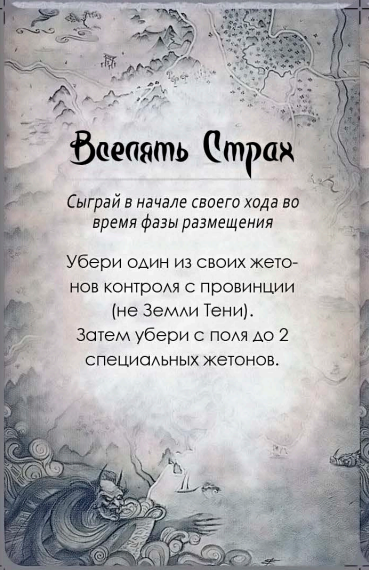 Вселять Страх
Сыграй в начале своего хода во
время фазы размещения
Убери один из своих жето-
нов контроля с провинции
(не Земли Тени).
Затем убери с поля до 2
специальных жетонов.